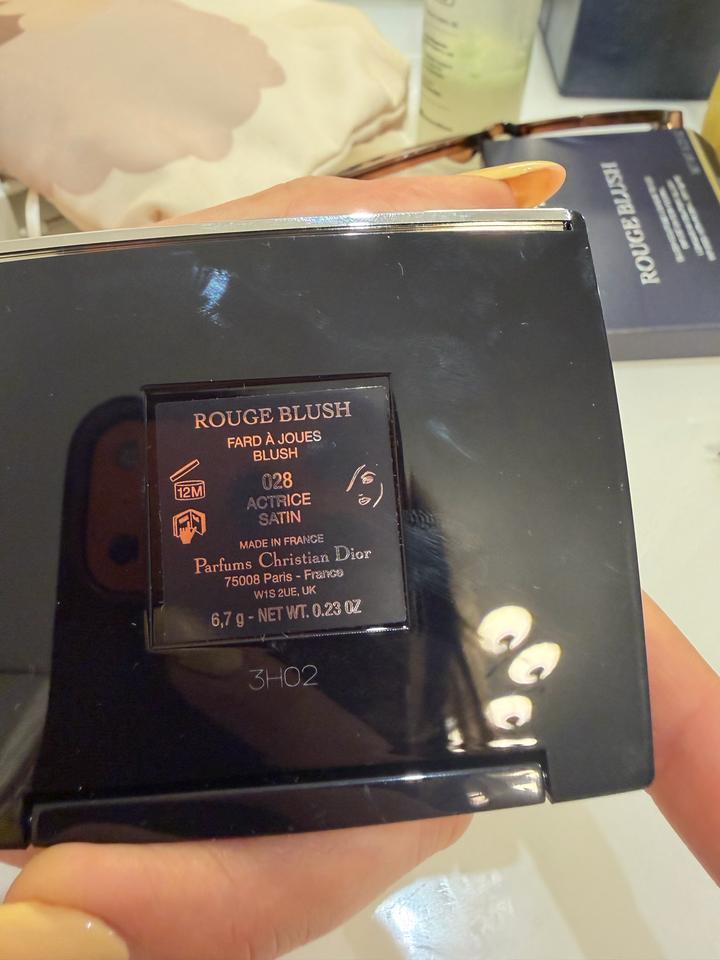 ROUGE BLUSH
FARD À JOUES
BLUSH
028
ACTRICE
SATIN
12M
MADE IN FRANCE
Parfums Christian Dior
75008 Paris - France
W1S 2UE, UK
6,7 g - NET WT. 0.23 OZ
3H02
ROUGE BLUSH